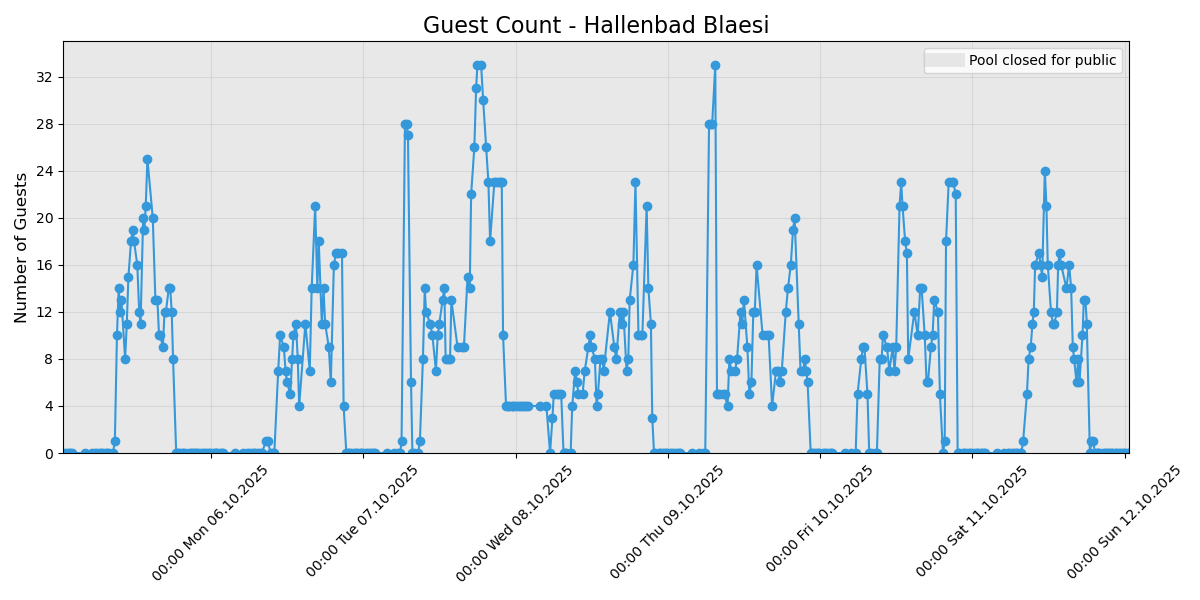 Guest Count - Hallenbad Blaesi
Pool closed for public
Number of Guests
32
28
24
20
16
12
8
4
0
00:00 Mon 06.10.2025
00:00 Tue 07.10.2025
00:00 Wed 08.10.2025
00:00 Thu 09.10.2025
00:00 Fri 10.10.2025
00:00 Sat 11.10.2025
00:00 Sun 12.10.2025